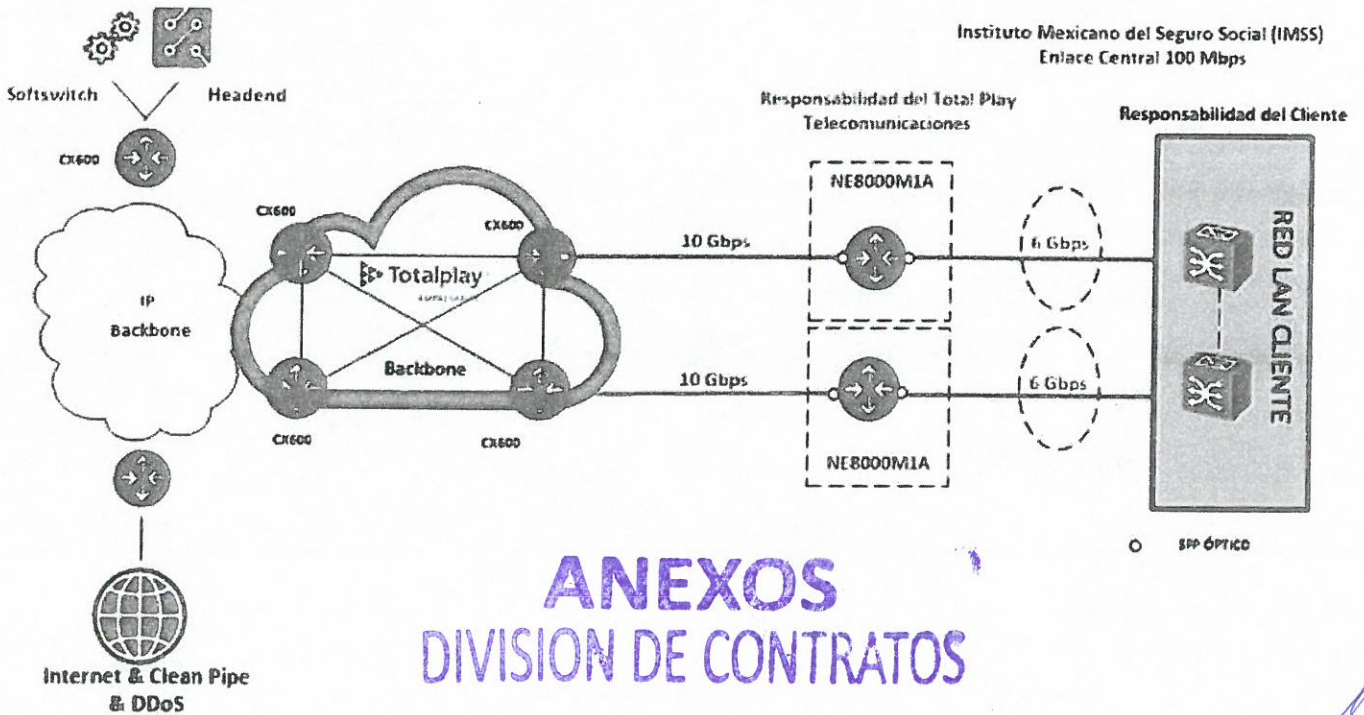 Instituto Mexicano del Seguro Social (IMSS)
Enlace Central 100 Mbps
Softswitch
Headend
Responsabilidad del Total Play
Telecomunicaciones
Responsabilidad del Cliente
CX600
NE8000M1A
CX600
CX600
10 Gbps
6 Gbps
Totalplay
IP
Backbone
RED LAN CLIENTE
Backbone
10 Gbps
6 Gbps
CX600
CX600
NE8000M1A
SFP ÓPTICO
ANEXOS
DIVISION DE CONTRATOS
Internet & Clean Pipe
& DDoS